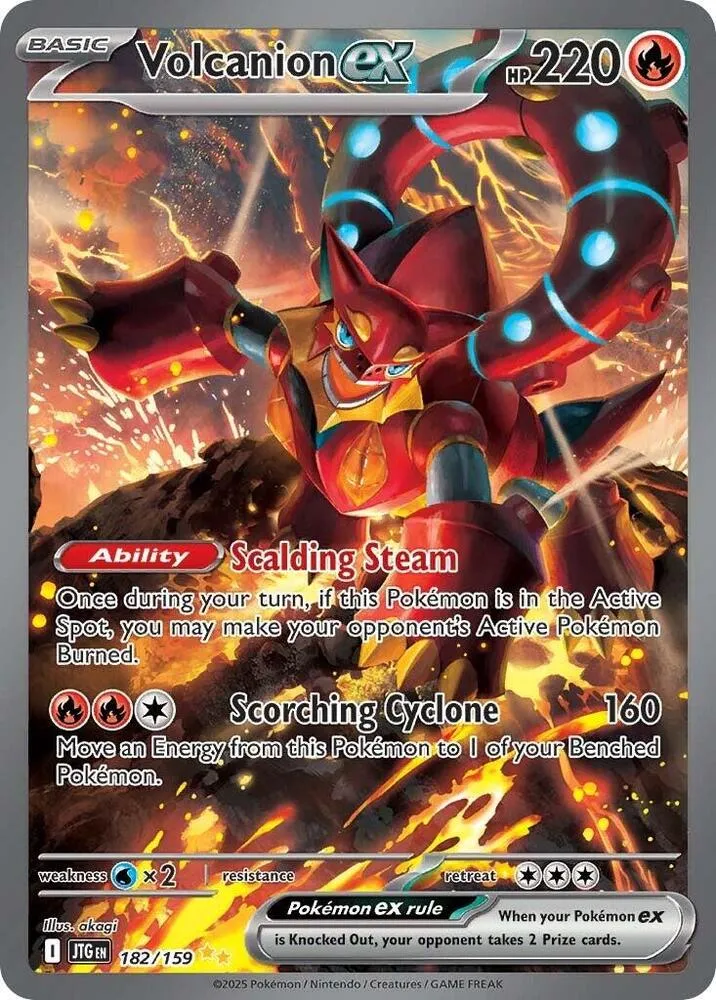 BASIC Volcanion ex HP 220
Ability Scalding Steam
Once during your turn, if this Pokémon is in the Active
Spot, you may make your opponent's Active Pokémon
Burned.
Scorching Cyclone 160
Move an Energy from this Pokémon to 1 of your Benched
Pokémon.
weakness ×2 resistance retreat
Illus. akagi
Pokémon ex rule When your Pokémon ex
is Knocked Out, your opponent takes 2 Prize cards.
I JTG EN 182/159
©2025 Pokémon / Nintendo / Creatures / GAME FREAK